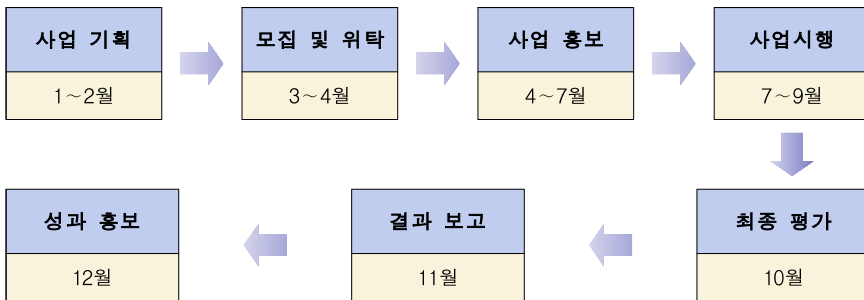 사업 기획
1～2월
모집 및 위탁
3～4월
사업 홍보
4～7월
사업시행
7～9월
최종 평가
10월
결과 보고
11월
성과 홍보
12월